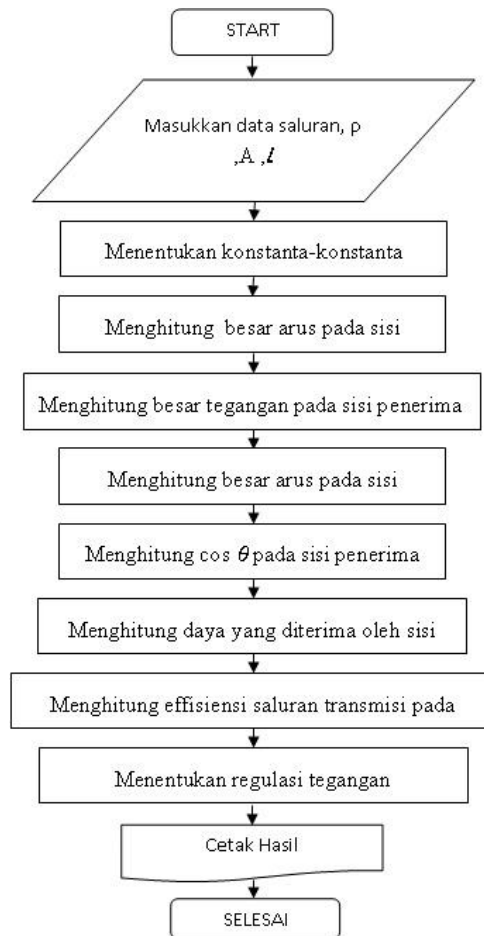 START
Masukkan data saluran, ρ
,A ,l
Menentukan konstanta-konstanta
Menghitung besar arus pada sisi
Menghitung besar tegangan pada sisi penerima
Menghitung besar arus pada sisi
Menghitung cos θ pada sisi penerima
Menghitung daya yang diterima oleh sisi
Menghitung effisiensi saluran transmisi pada
Menentukan regulasi tegangan
Cetak Hasil
SELESAI